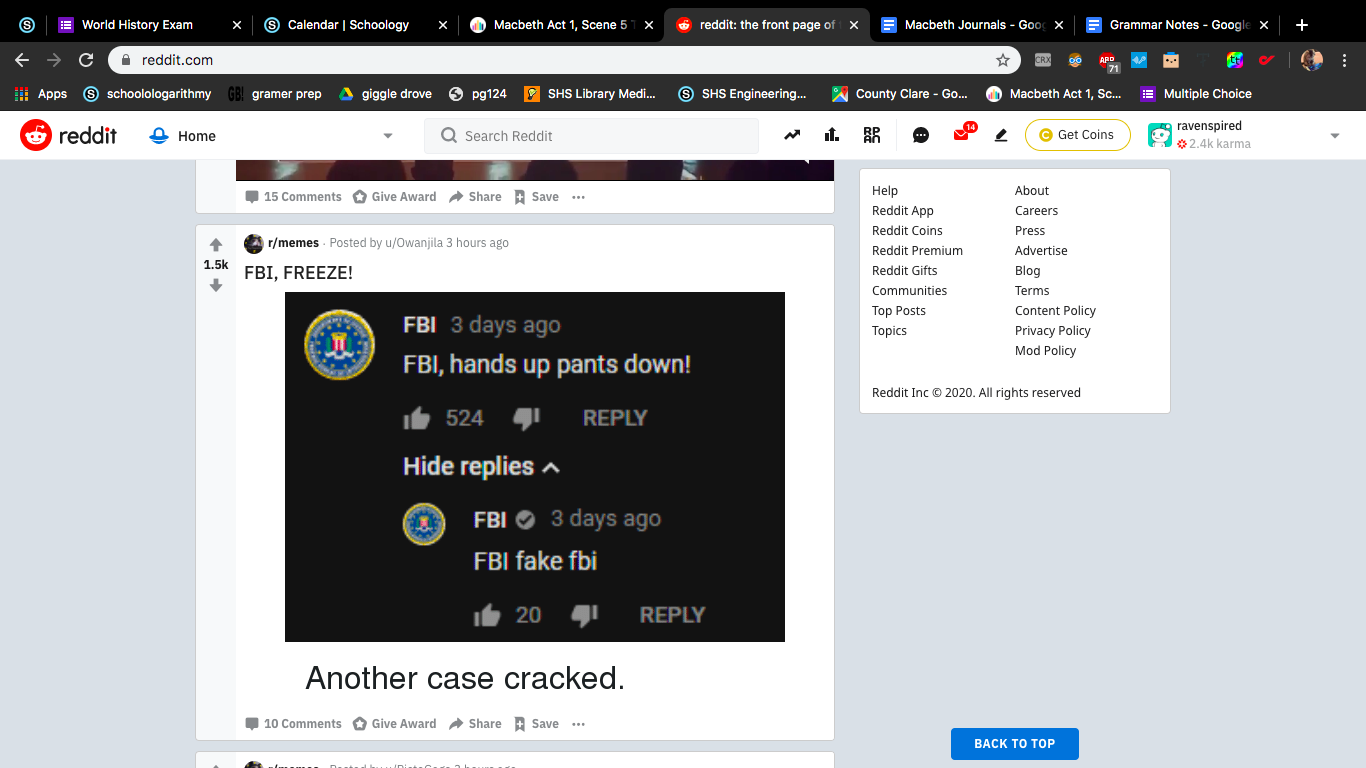 World History Exam
Calendar | Schoology
Macbeth Act 1, Scene 5
reddit: the front page of
Macbeth Journals - Goo
Grammar Notes - Google
reddit.com
CRX
ABP
71
Apps
schoolologarithmy
GB!
gramer prep
giggle drove
pg124
SHS Library Medi...
SHS Engineering...
County Clare - Go...
Macbeth Act 1, Sc...
Multiple Choice
reddit
Home
Search Reddit
14
Get Coins
ravenspired
2.4k karma
15 Comments
Give Award
Share
Save
r/memes · Posted by u/Owanjila 3 hours ago
1.5k
FBI, FREEZE!
FBI 3 days ago
FBI, hands up pants down!
524 REPLY
Hide replies
FBI 3 days ago
FBI fake fbi
20 REPLY
Another case cracked.
10 Comments
Give Award
Share
Save
Help
About
Reddit App
Careers
Reddit Coins
Press
Reddit Premium
Advertise
Reddit Gifts
Blog
Communities
Terms
Top Posts
Content Policy
Topics
Privacy Policy
Mod Policy
Reddit Inc © 2020. All rights reserved
BACK TO TOP